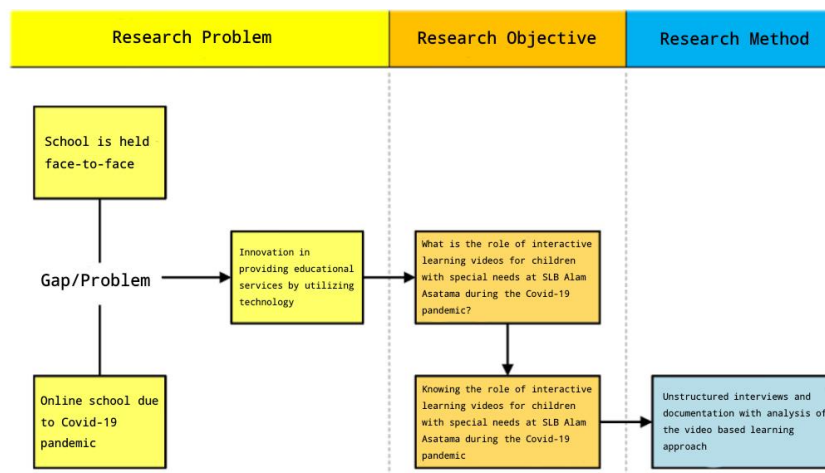 Research Problem
Research Objective
Research Method
School is held
face-to-face
Gap/Problem
Online school due
to Covid-19
pandemic
Innovation in
providing educational
services by utilizing
technology
What is the role of interactive
learning videos for children
with special needs at SLB Alam
Asatama during the Covid-19
pandemic?
Knowing the role of interactive
learning videos for children
with special needs at SLB Alam
Asatama during the Covid-19
pandemic
Unstructured interviews and
documentation with analysis of
the video based learning
approach